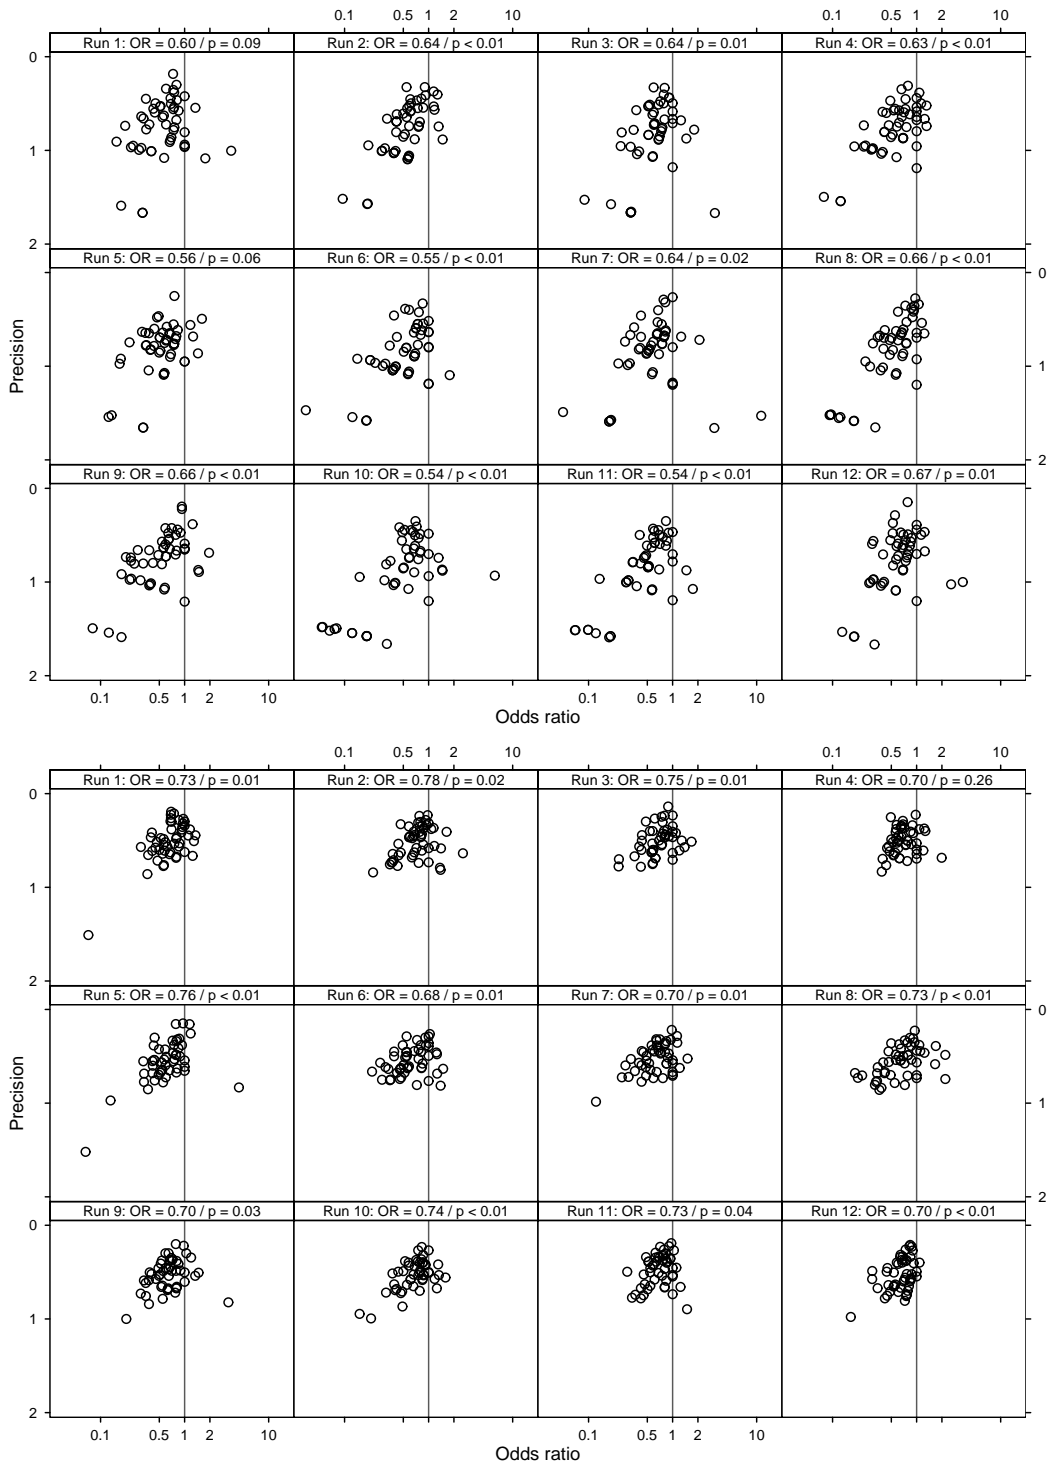 0.1 0.5 1 2 10 0.1 0.5 1 2 10
Run 1: OR = 0.60 / p = 0.09 Run 2: OR = 0.64 / p < 0.01 Run 3: OR = 0.64 / p = 0.01 Run 4: OR = 0.63 / p < 0.01
0
1
2
Run 5: OR = 0.56 / p = 0.06 Run 6: OR = 0.55 / p < 0.01 Run 7: OR = 0.64 / p = 0.02 Run 8: OR = 0.66 / p < 0.01
0
Precision
1
2
Run 9: OR = 0.66 / p < 0.01 Run 10: OR = 0.54 / p < 0.01 Run 11: OR = 0.54 / p < 0.01 Run 12: OR = 0.67 / p = 0.01
0
1
2
0.1 0.5 1 2 10 0.1 0.5 1 2 10
Odds ratio
0.1 0.5 1 2 10 0.1 0.5 1 2 10
Run 1: OR = 0.73 / p = 0.01 Run 2: OR = 0.78 / p = 0.02 Run 3: OR = 0.75 / p = 0.01 Run 4: OR = 0.70 / p = 0.26
0
1
2
Run 5: OR = 0.76 / p < 0.01 Run 6: OR = 0.68 / p = 0.01 Run 7: OR = 0.70 / p = 0.01 Run 8: OR = 0.73 / p < 0.01
0
Precision
1
2
Run 9: OR = 0.70 / p = 0.03 Run 10: OR = 0.74 / p < 0.01 Run 11: OR = 0.73 / p = 0.04 Run 12: OR = 0.70 / p < 0.01
0
1
2
0.1 0.5 1 2 10 0.1 0.5 1 2 10
Odds ratio